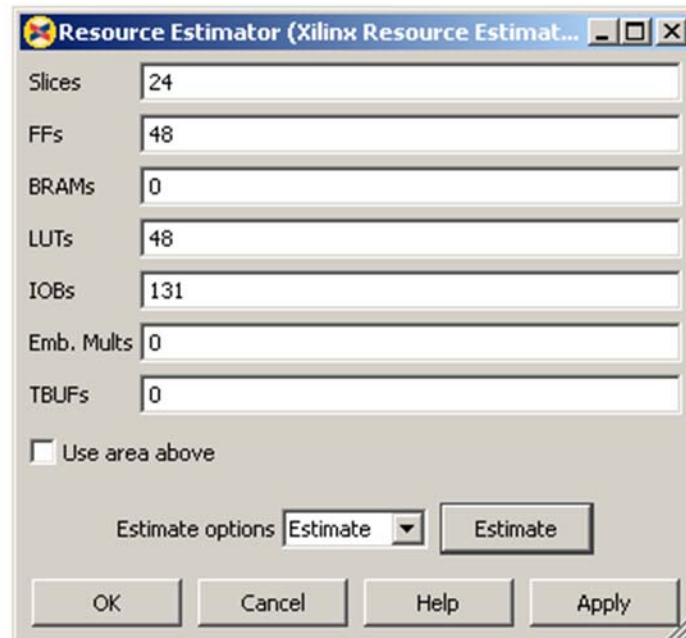 Resource Estimator (Xilinx Resource Estimat...
Slices 24
FFs 48
BRAMs 0
LUTs 48
IOBs 131
Emb. Mults 0
TBUFs 0
Use area above
Estimate options Estimate Estimate
OK Cancel Help Apply